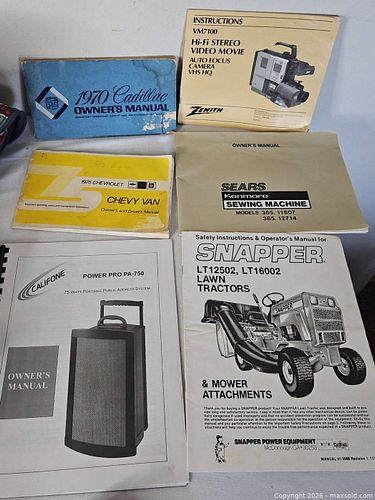 1970 Cadillac
OWNER'S MANUAL
INSTRUCTIONS
VM7100
Hi-Fi STEREO
VIDEO MOVIE
AUTO FOCUS
CAMERA
VHS HQ
ZENITH
75
1975 CHEVROLET
CHEVY VAN
Owner's and Driver's Manual
OWNER'S MANUAL
SEARS
Kenmore
SEWING MACHINE
MODELS 385. 11607
385. 12714
CALIFONE
POWER PRO PA-750
75 WATT PORTABLE PUBLIC ADDRESS SYSTEM
OWNER'S
MANUAL
Safety Instructions & Operator's Manual for
SNAPPER
LT12502, LT16002
LAWN
TRACTORS
SNAPPER
& MOWER
ATTACHMENTS
SNAPPER POWER EQUIPMENT
McDonough GA 30253
Copyright 2026 - maxsold.com